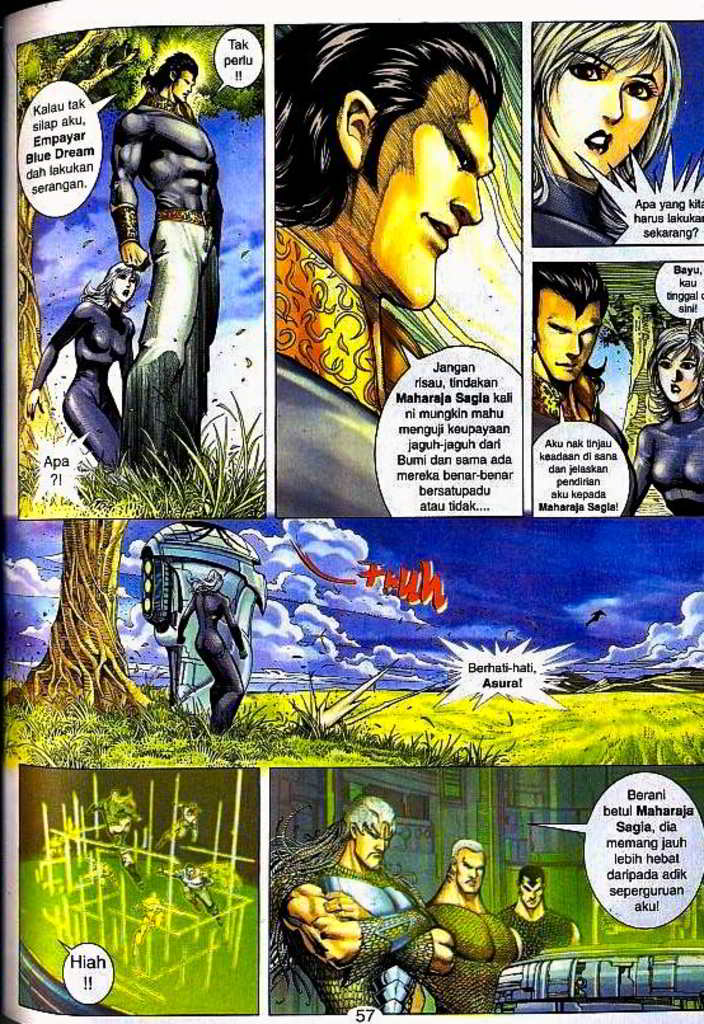 Tak
perlu
!!
Kalau tak
silap aku,
Empayar
Blue Dream
dah lakukan
serangan.
Apa
?!
Jangan
risau, tindakan
Maharaja Sagia kali
ni mungkin mahu
menguji keupayaan
jaguh-jaguh dari
Bumi dan sama ada
mereka benar-benar
bersatupadu
atau tidak....
Apa yang kita
harus lakukan
sekarang?
Bayu,
kau
tinggal
sini!
Aku nak tinjau
keadaan di sana
dan jelaskan
pendirian
aku kepada
Maharaja Sagia!
Berhati-hati,
Asura!
Hiah
!!
Berani
betul Maharaja
Sagia, dia
memang jauh
lebih hebat
daripada adik
seperguruan
aku!
57